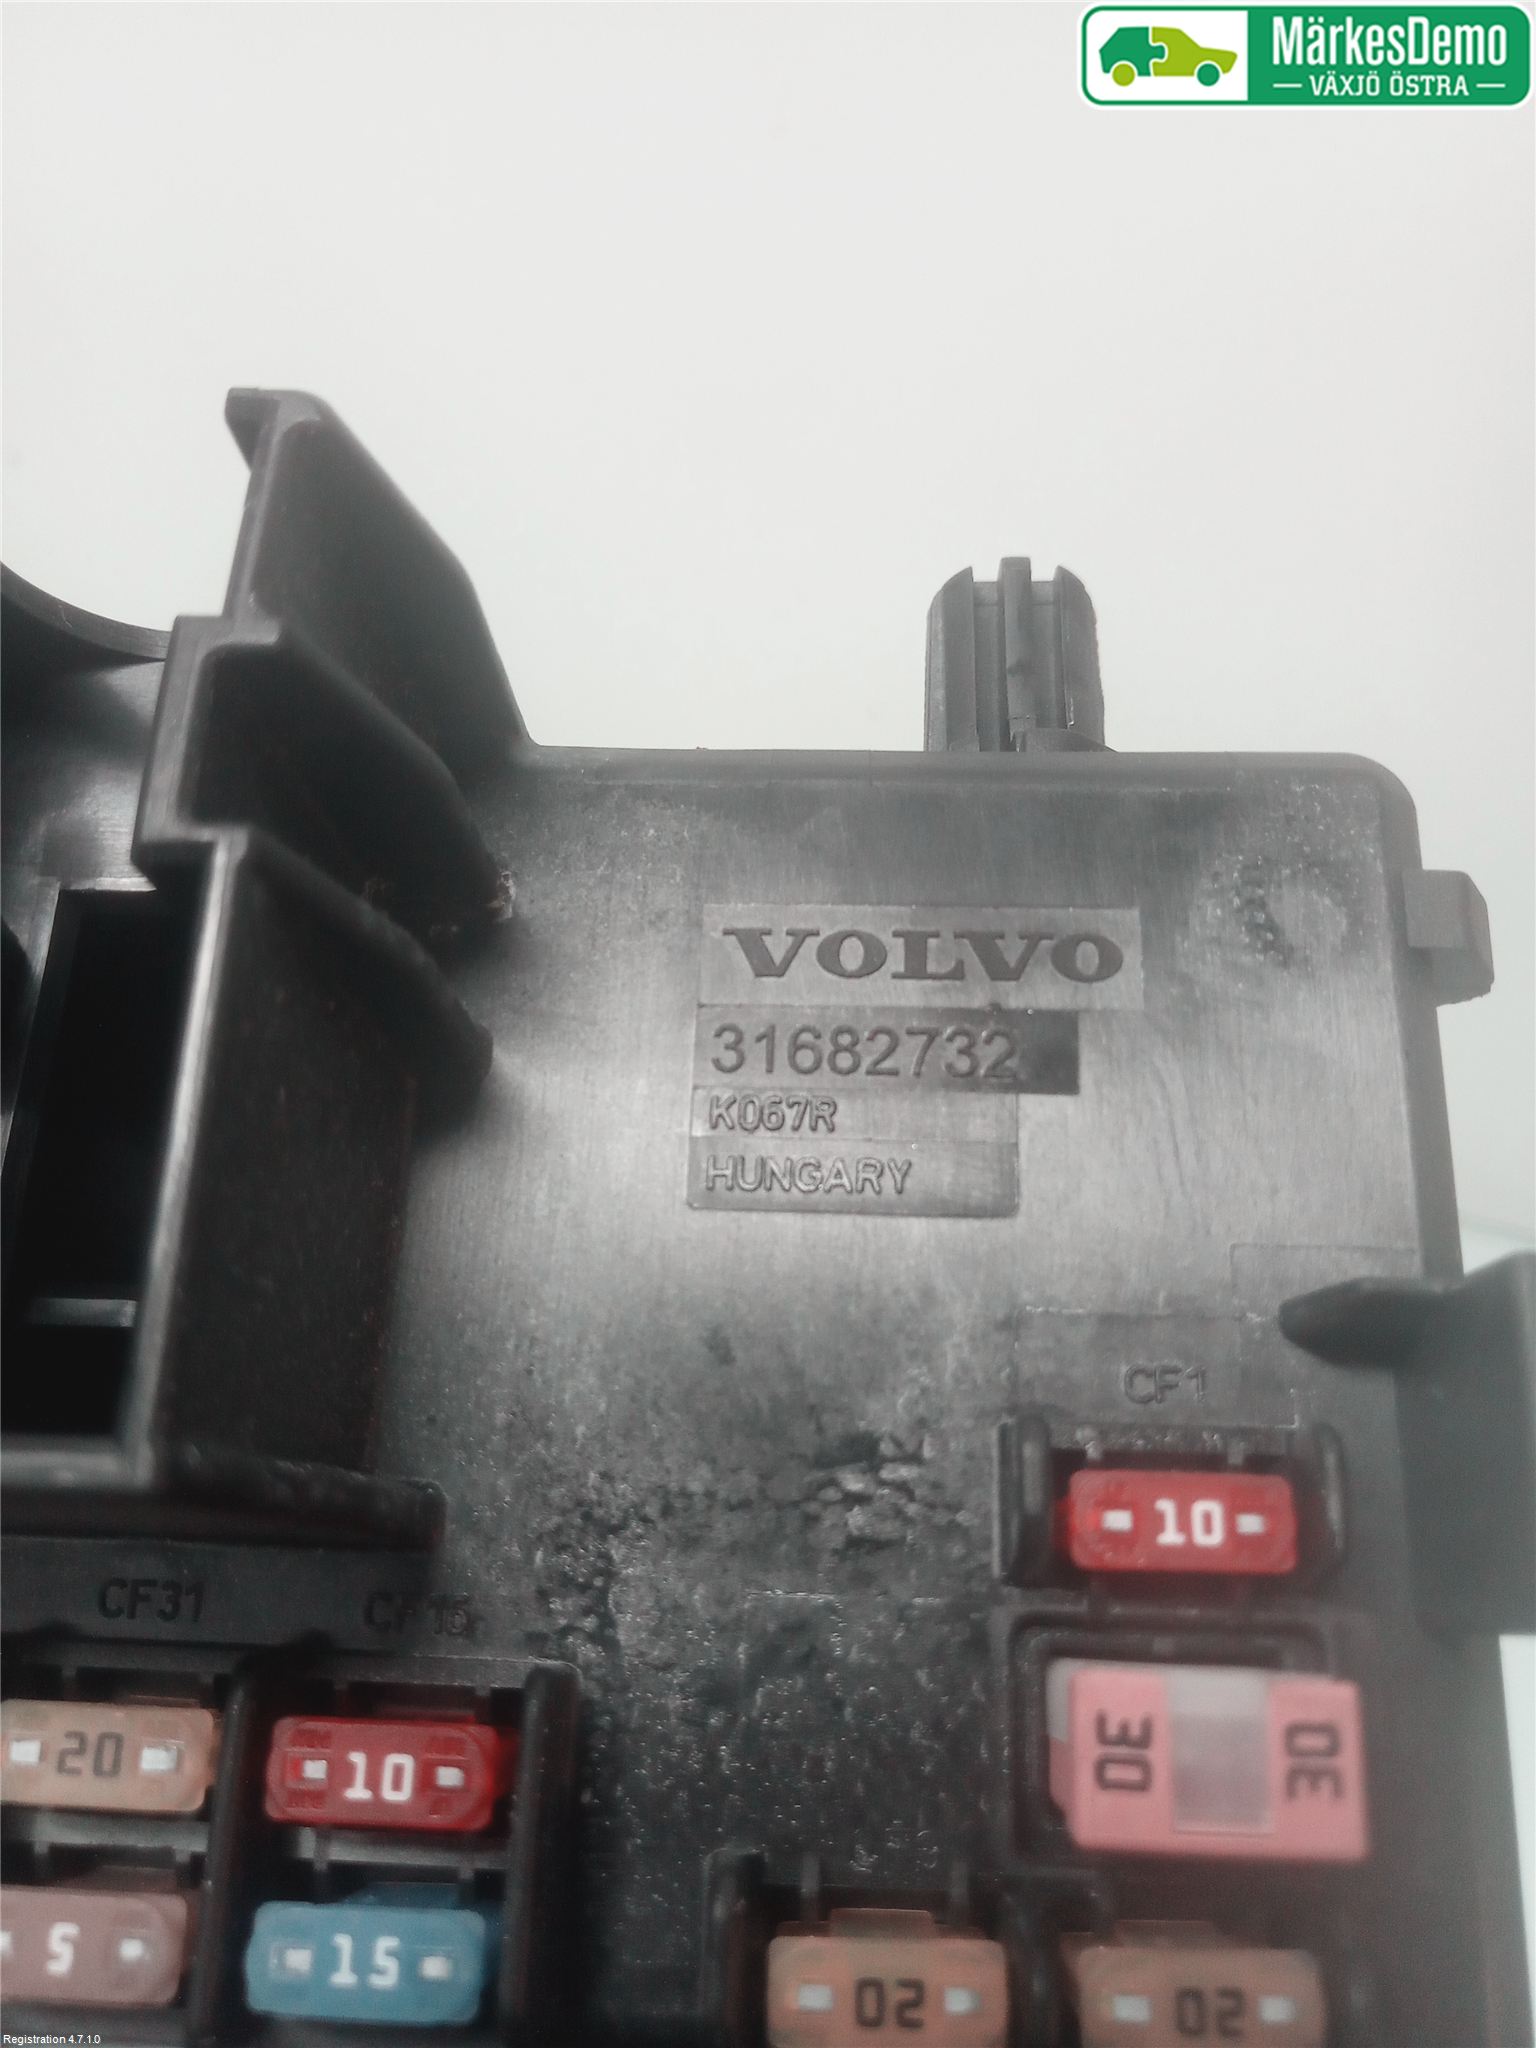 MärkesDemo
VÄXJÖ ÖSTRA
VOLVO
31682732
K067R
HUNGARY
CF1
10
CF31
CF15
30
30
20
10
5
15
20
20
Registration 4.7.1.0